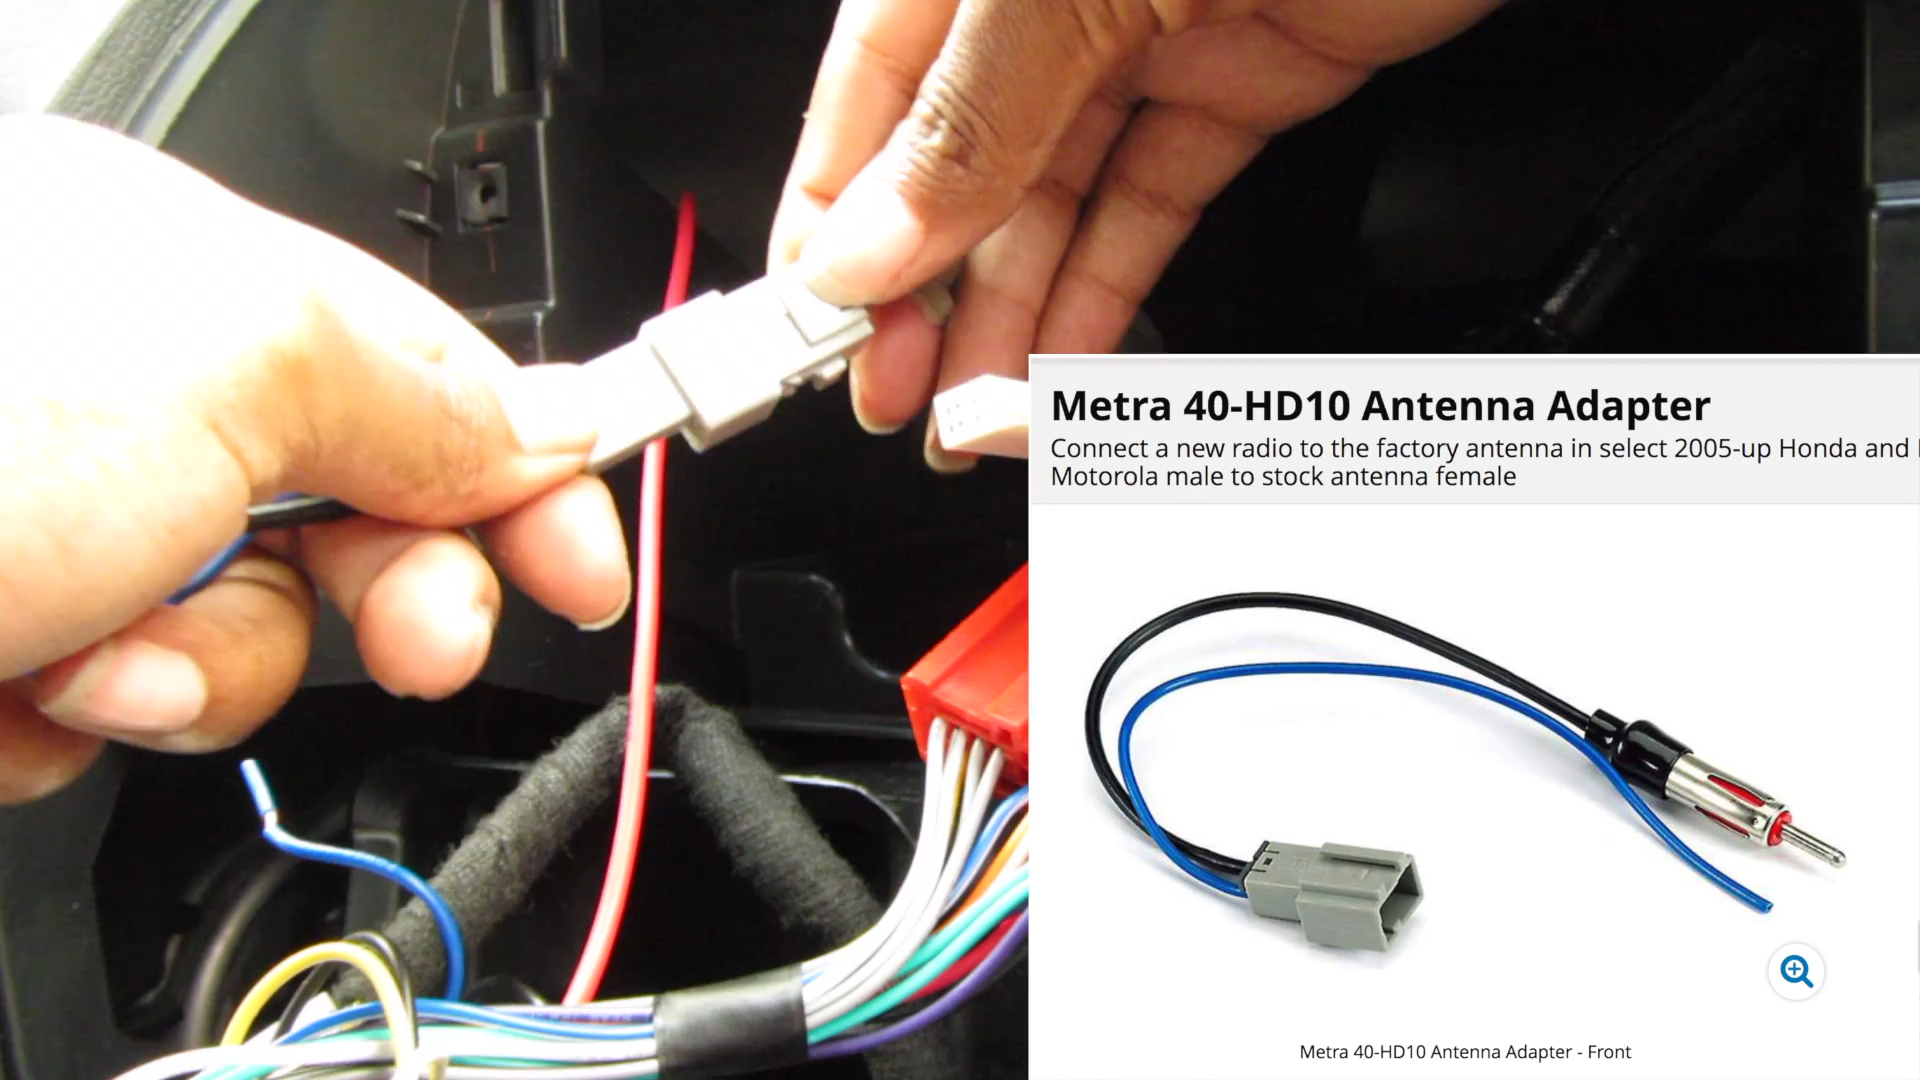 Metra 40-HD10 Antenna Adapter
Connect a new radio to the factory antenna in select 2005-up Honda and
Motorola male to stock antenna female
Metra 40-HD10 Antenna Adapter - Front